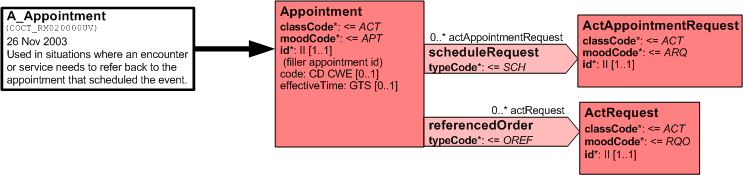 A_Appointment
(COCT_RM020000UV)
26 Nov 2003
Used in situations where an encounter
or service needs to refer back to the
appointment that scheduled the event.
Appointment
classCode*: <= ACT
moodCode*: <= APT
id*: II [1..1]
(filler appointment id)
code: CD CWE [0..1]
effectiveTime: GTS [0..1]
0..* actAppointmentRequest
scheduleRequest
typeCode*: <= SCH
ActAppointmentRequest
classCode*: <= ACT
moodCode*: <= ARQ
id*: II [1..1]
0..* actRequest
referencedOrder
typeCode*: <= OREF
ActRequest
classCode*: <= ACT
moodCode*: <= RQO
id*: II [1..1]